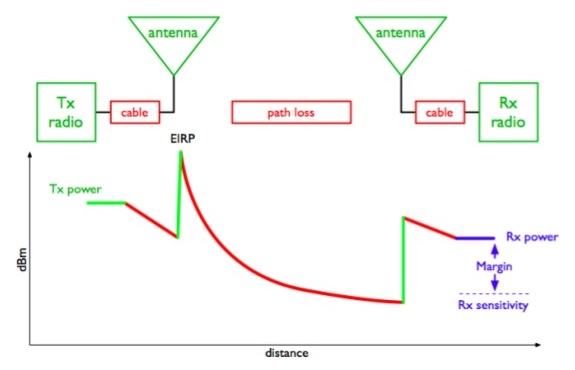 antenna
antenna
Tx
radio
cable
path loss
cable
Rx
radio
EIRP
Tx power
Rx power
Margin
Rx sensitivity
dBm
distance